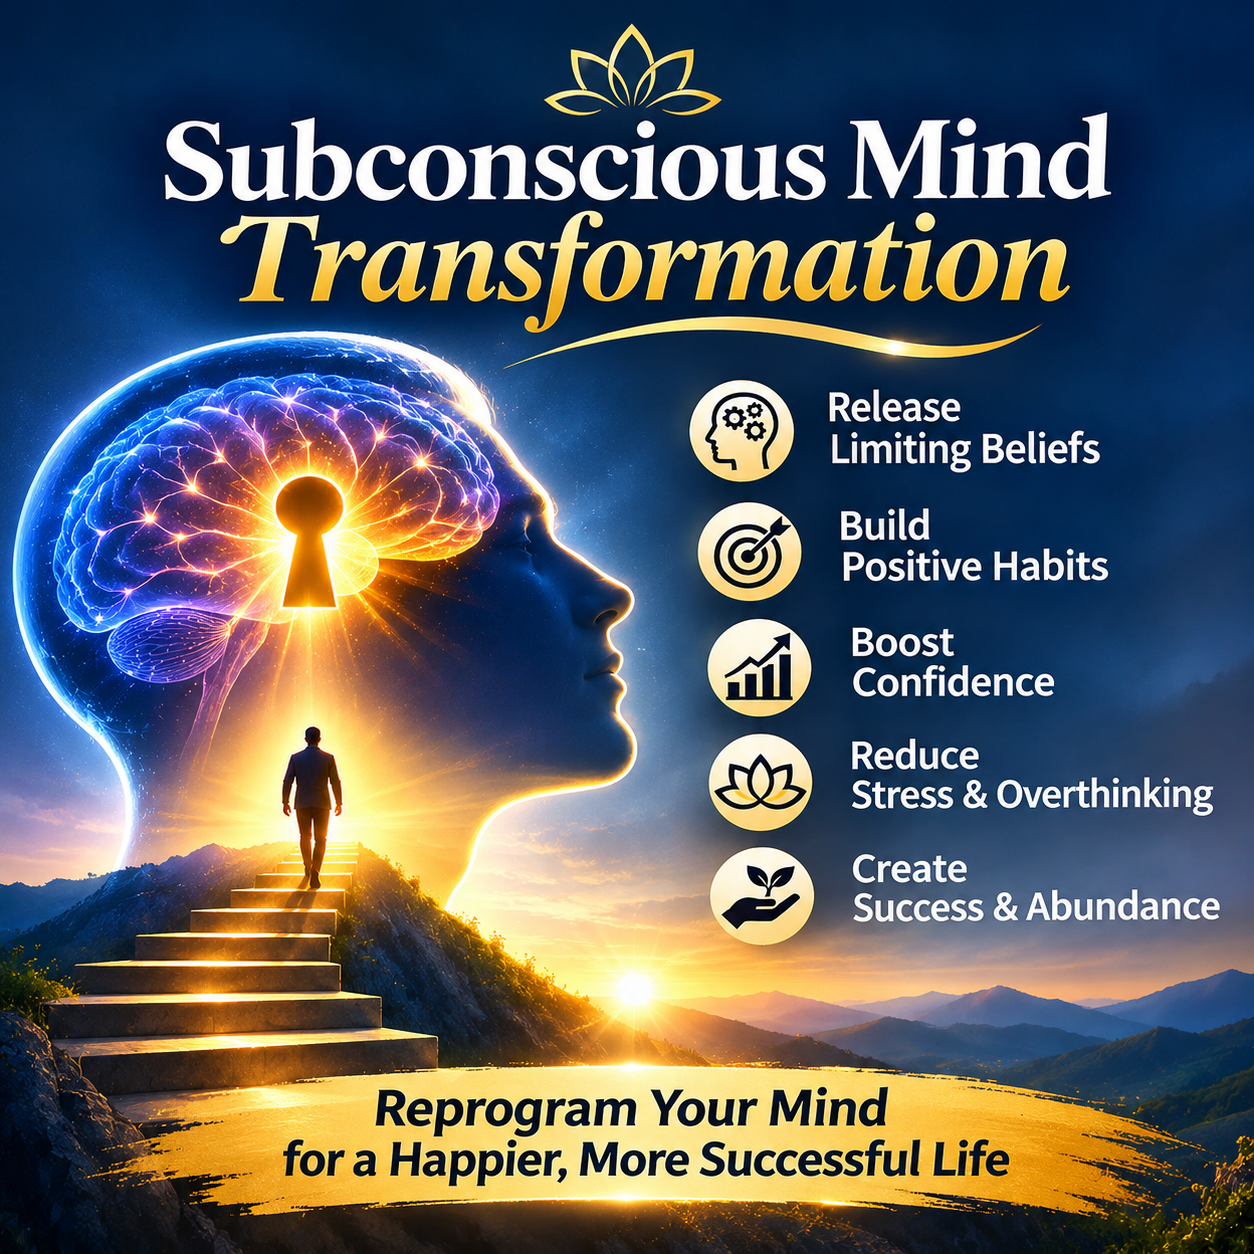 Subconscious Mind
Transformation
Release
Limiting Beliefs
Build
Positive Habits
Boost
Confidence
Reduce
Stress & Overthinking
Create
Success & Abundance
Reprogram Your Mind
for a Happier, More Successful Life